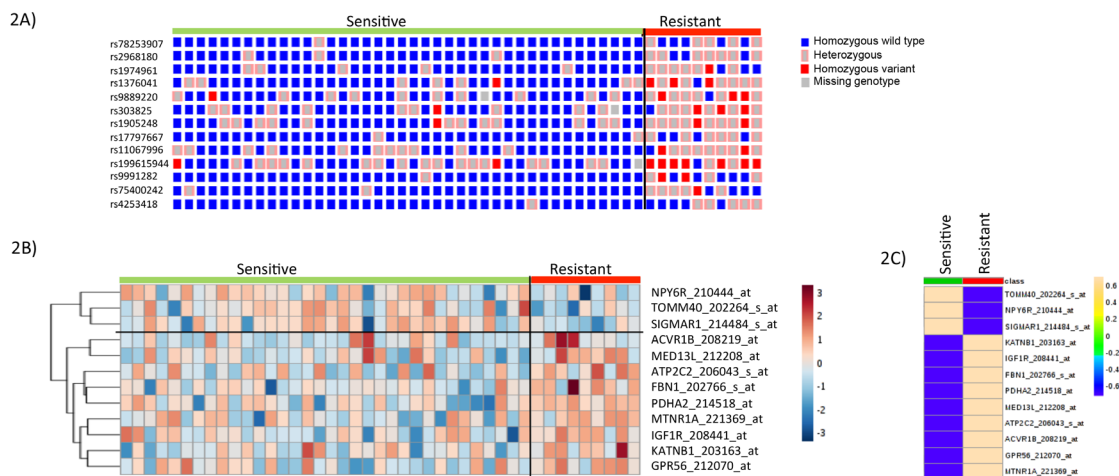 2A)
Sensitive
Resistant
rs78253907
rs2968180
rs1974961
rs1376041
rs9889220
rs303825
rs1905248
rs17797667
rs11067996
rs199615944
rs9991282
rs75400242
rs4253418
Homozygous wild type
Heterozygous
Homozygous variant
Missing genotype
2B)
Sensitive
Resistant
NPY6R_210444_at
TOMM40_202264_s_at
SIGMAR1_214484_s_at
ACVR1B_208219_at
MED13L_212208_at
ATP2C2_206043_s_at
FBN1_202766_s_at
PDHA2_214518_at
MTNR1A_221369_at
IGF1R_208441_at
KATNB1_203163_at
GPR56_212070_at
3
2
1
0
-1
-2
-3
2C)
Sensitive
Resistant
class
TOMM40_202264_s_at
NPY6R_210444_at
SIGMAR1_214484_s_at
KATNB1_203163_at
IGF1R_208441_at
FBN1_202766_s_at
PDHA2_214518_at
MED13L_212208_at
ATP2C2_206043_s_at
ACVR1B_208219_at
GPR56_212070_at
MTNR1A_221369_at
0.6
0.4
0.2
0
-0.2
-0.4
-0.6